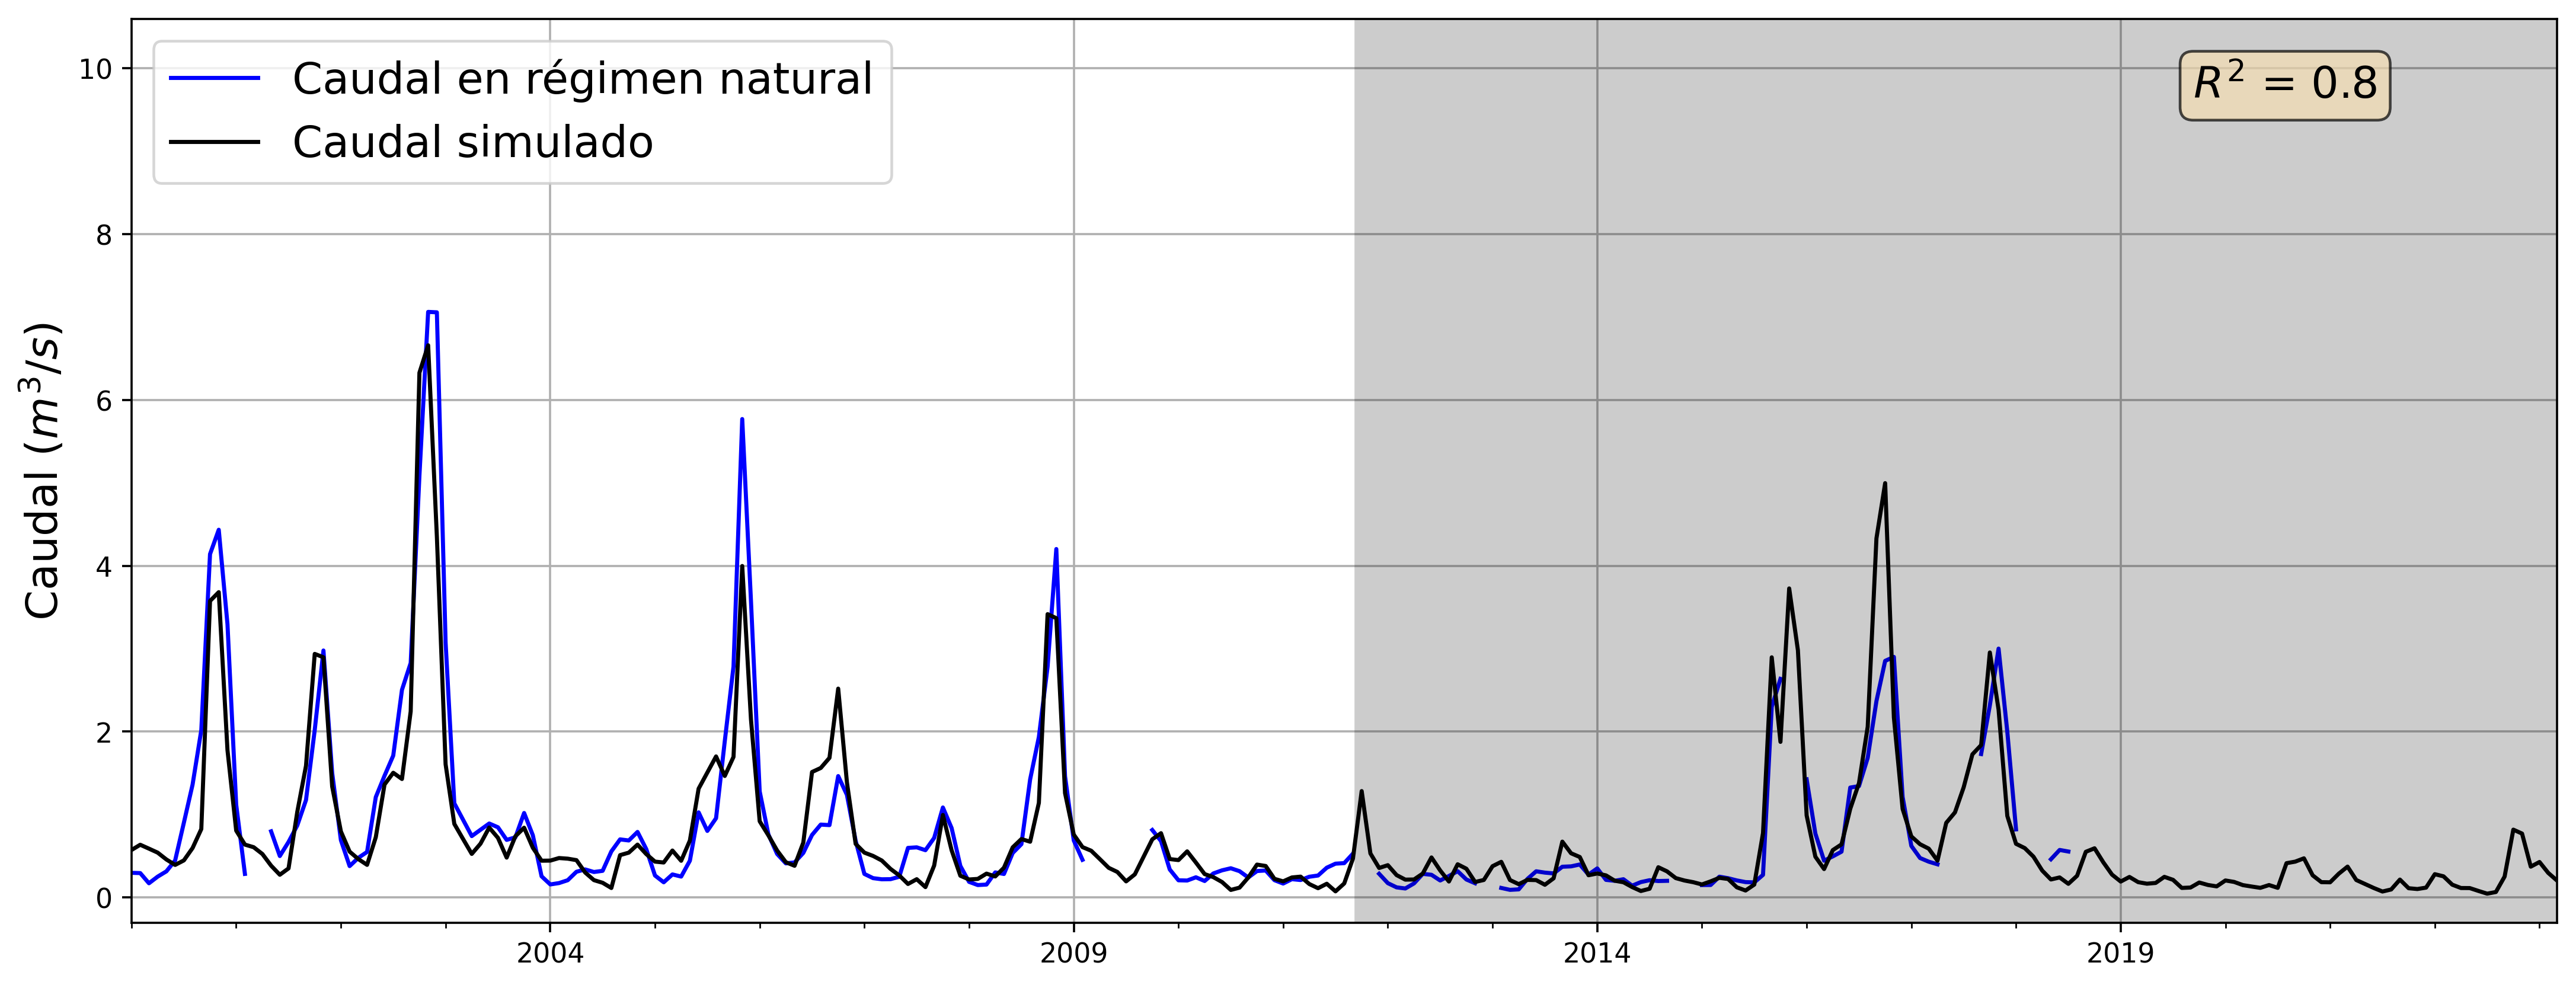 Caudal en régimen natural
Caudal simulado
R² = 0.8
Caudal (m³/s)
10
8
6
4
2
0
2004
2009
2014
2019